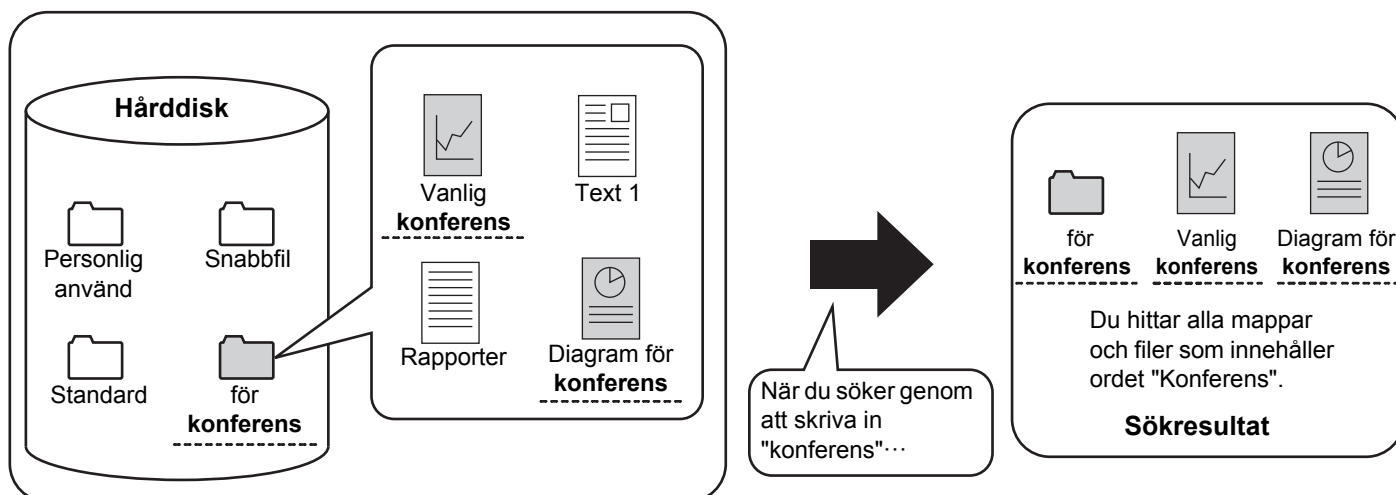 Hårddisk
Personlig
använd
Snabbfil
Standard
för
konferens
Vanlig
konferens
Text 1
Rapporter
Diagram för
konferens
När du söker genom
att skriva in
"konferens"···
för
konferens
Vanlig
konferens
Diagram för
konferens
Du hittar alla mappar
och filer som innehåller
ordet "Konferens".
Sökresultat